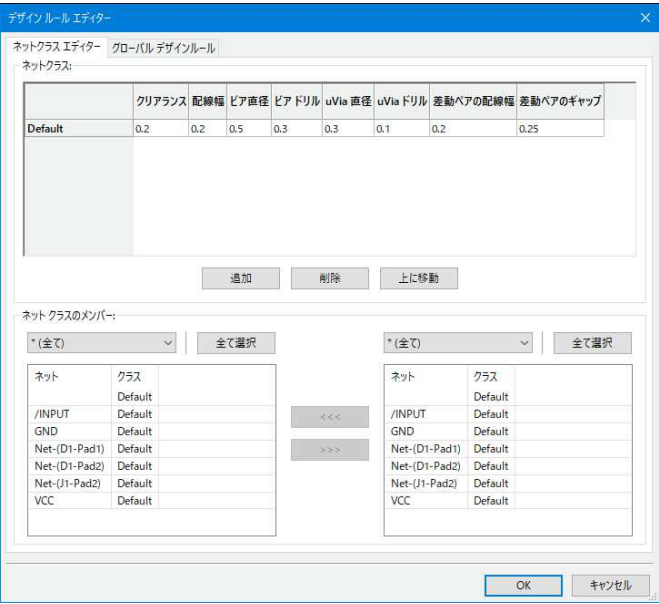 デザイン ルール エディター
ネットクラス エディター グローバル デザインルール
ネットクラス:
クリアランス 配線幅 ビア直径 ビアドリル uVia 直径 uVia ドリル 差動ペアの配線幅 差動ペアのギャップ
Default 0.2 0.2 0.5 0.3 0.3 0.1 0.2 0.25
追加 削除 上に移動
ネット クラスのメンバー:
* (全て) 全て選択 * (全て) 全て選択
ネット クラス ネット クラス
Default Default
/INPUT Default <<< /INPUT Default
GND Default GND Default
Net-(D1-Pad1) Default >>> Net-(D1-Pad1) Default
Net-(D1-Pad2) Default Net-(D1-Pad2) Default
Net-(J1-Pad2) Default Net-(J1-Pad2) Default
VCC Default VCC Default
OK キャンセル